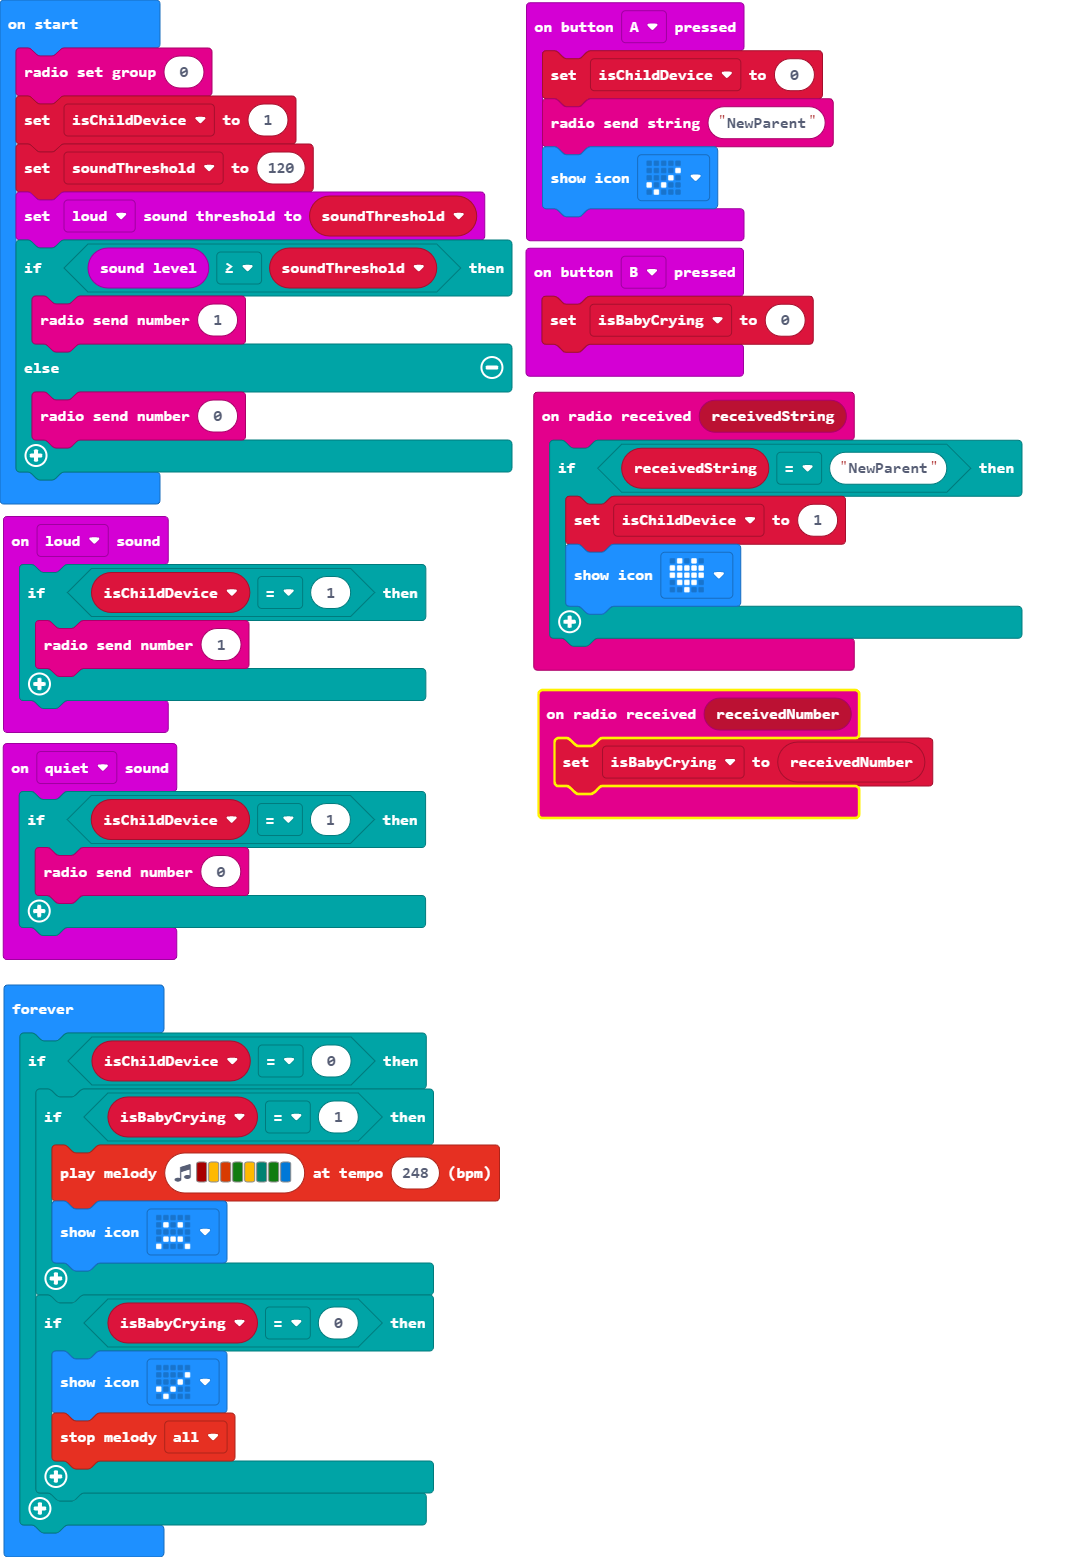 on start
radio set group 0
set isChildDevice to 1
set soundThreshold to 120
set loud sound threshold to soundThreshold
if sound level ≥ soundThreshold then
radio send number 1
else
radio send number 0
on loud sound
if isChildDevice = 1 then
radio send number 1
on quiet sound
if isChildDevice = 1 then
radio send number 0
forever
if isChildDevice = 0 then
if isBabyCrying = 1 then
play melody at tempo 248 (bpm)
show icon
if isBabyCrying = 0 then
show icon
stop melody all
on button A pressed
set isChildDevice to 0
radio send string "NewParent"
show icon
on button B pressed
set isBabyCrying to 0
on radio received receivedString
if receivedString = "NewParent" then
set isChildDevice to 1
show icon
on radio received receivedNumber
set isBabyCrying to receivedNumber